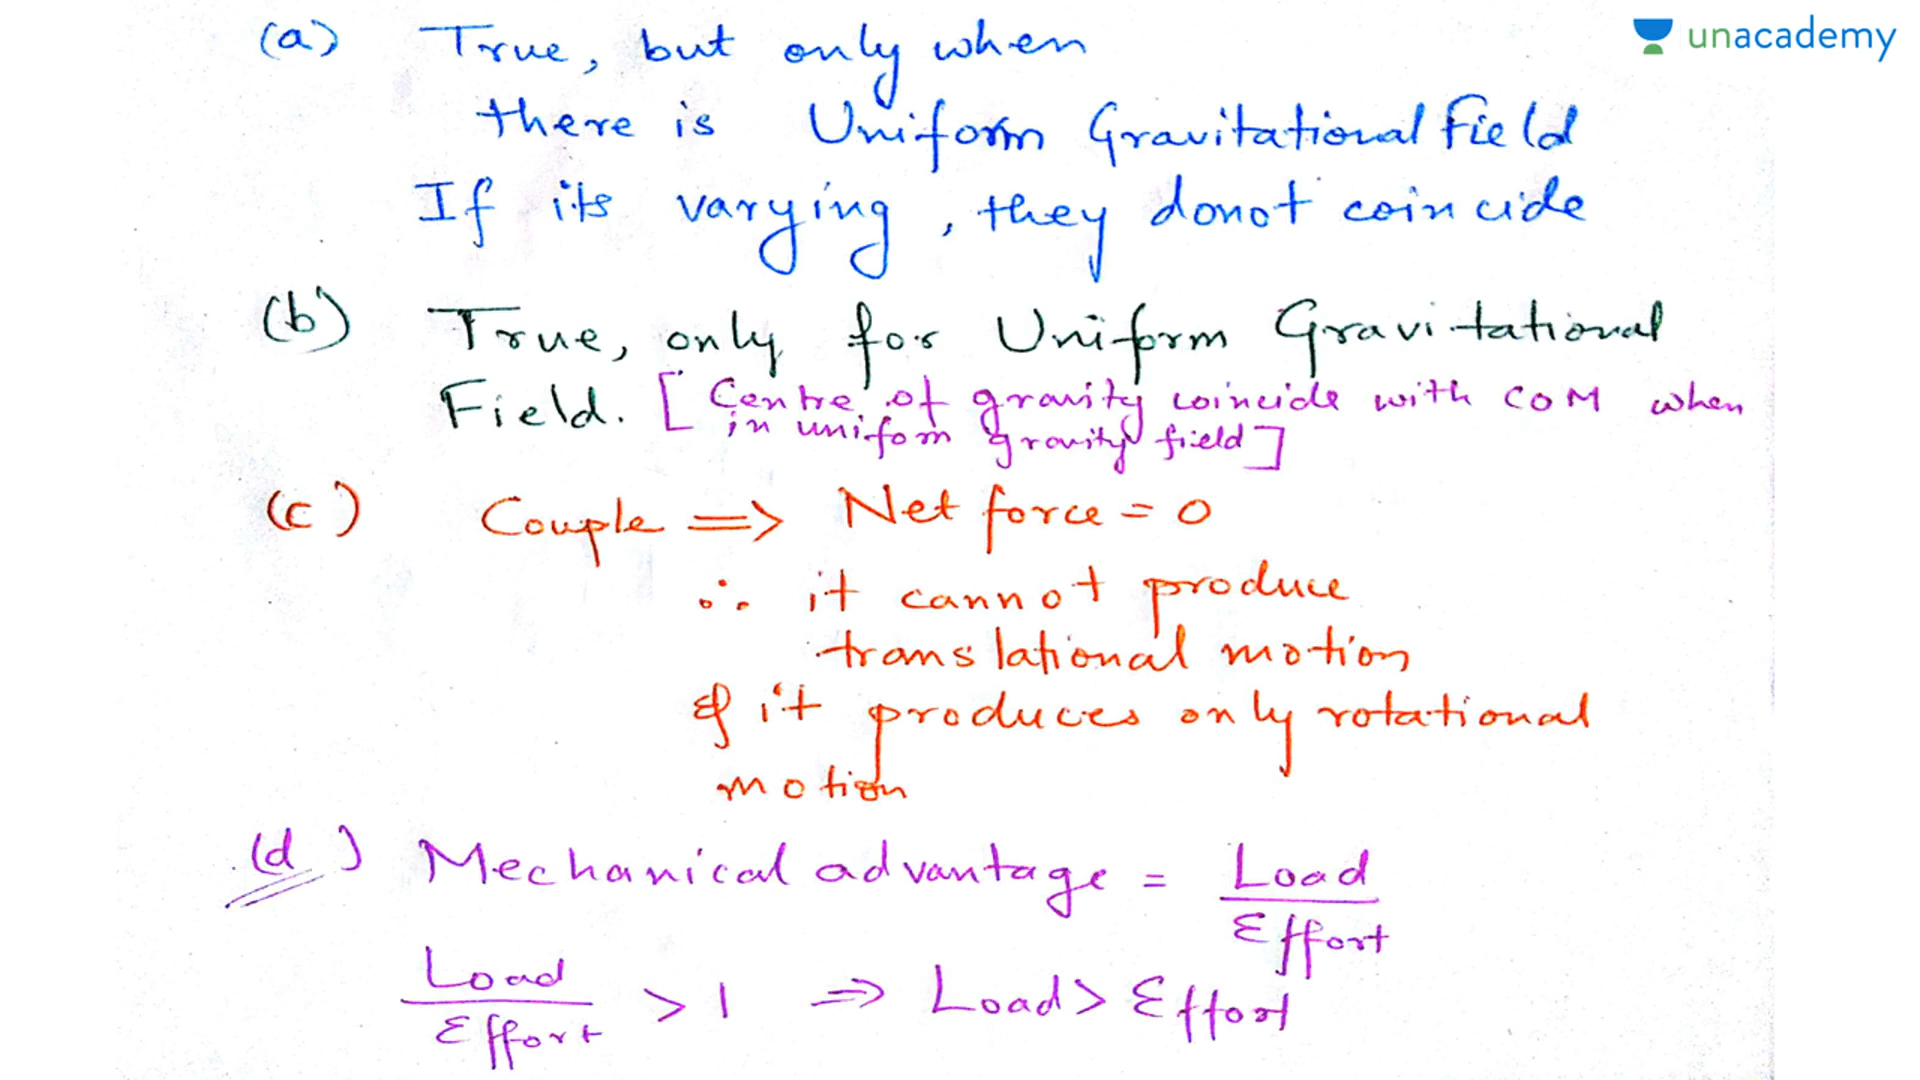 unacademy
(a) True, but only when
there is Uniform Gravitational Field
If its varying, they donot coincide
(b) True, only for Uniform Gravitational
Field. [Centre of gravity coincide with COM when
in uniform gravity field]
(c) Couple => Net force = 0
∴ it cannot produce
translational motion
& it produces only rotational
motion
(d) Mechanical advantage = Load
Effort
Load
Effort > 1 => Load > Effort